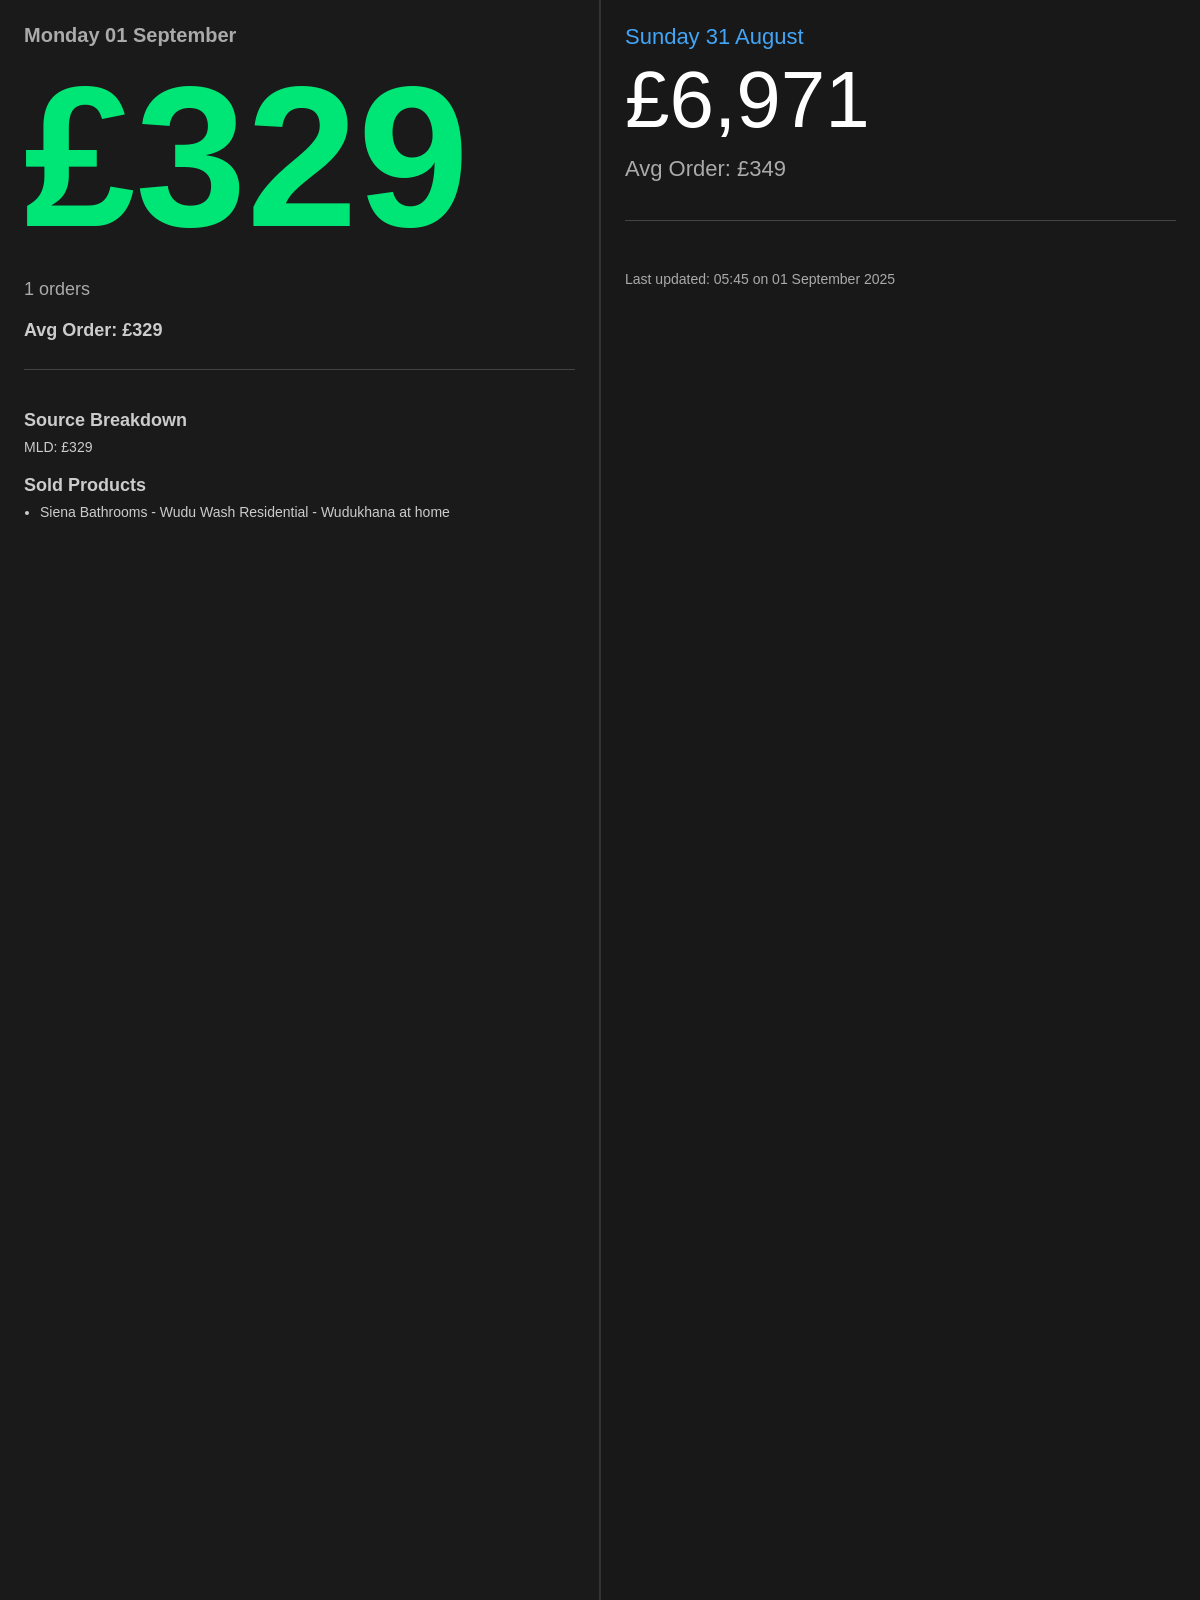 Monday 01 September
£329
1 orders
Avg Order: £329
Source Breakdown
MLD: £329
Sold Products
• Siena Bathrooms - Wudu Wash Residential - Wudukhana at home
Sunday 31 August
£6,971
Avg Order: £349
Last updated: 05:45 on 01 September 2025